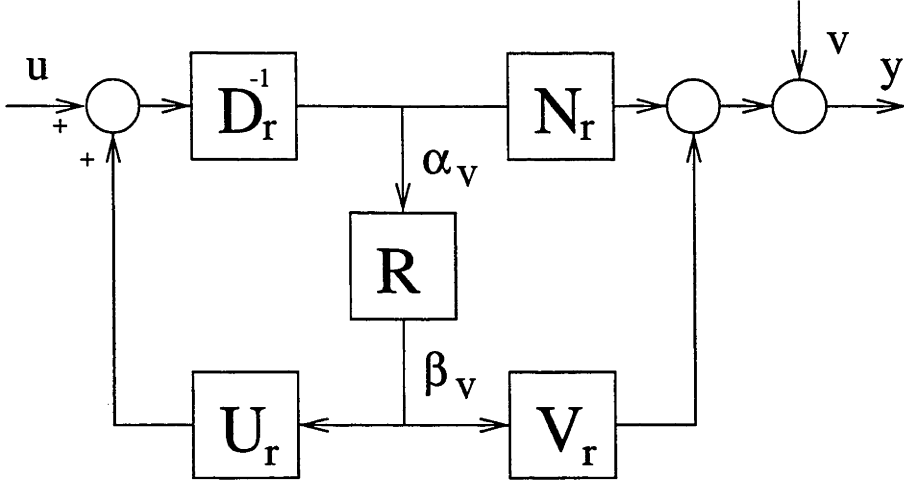 u
v
y
+
+
D_r^{-1}
N_r
α_v
R
β_v
U_r
V_r